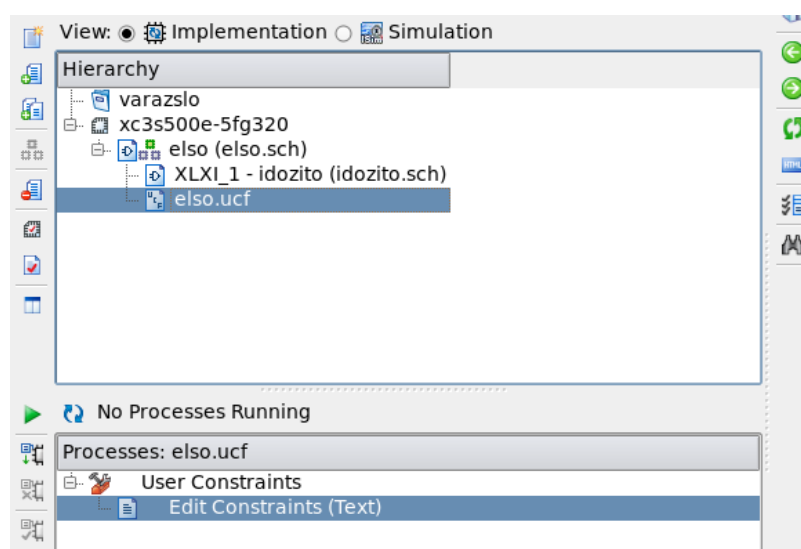 View: Implementation Simulation
Hierarchy
varazslo
xc3s500e-5fg320
elso (elso.sch)
XLXI_1 - idozito (idozito.sch)
elso.ucf
No Processes Running
Processes: elso.ucf
User Constraints
Edit Constraints (Text)